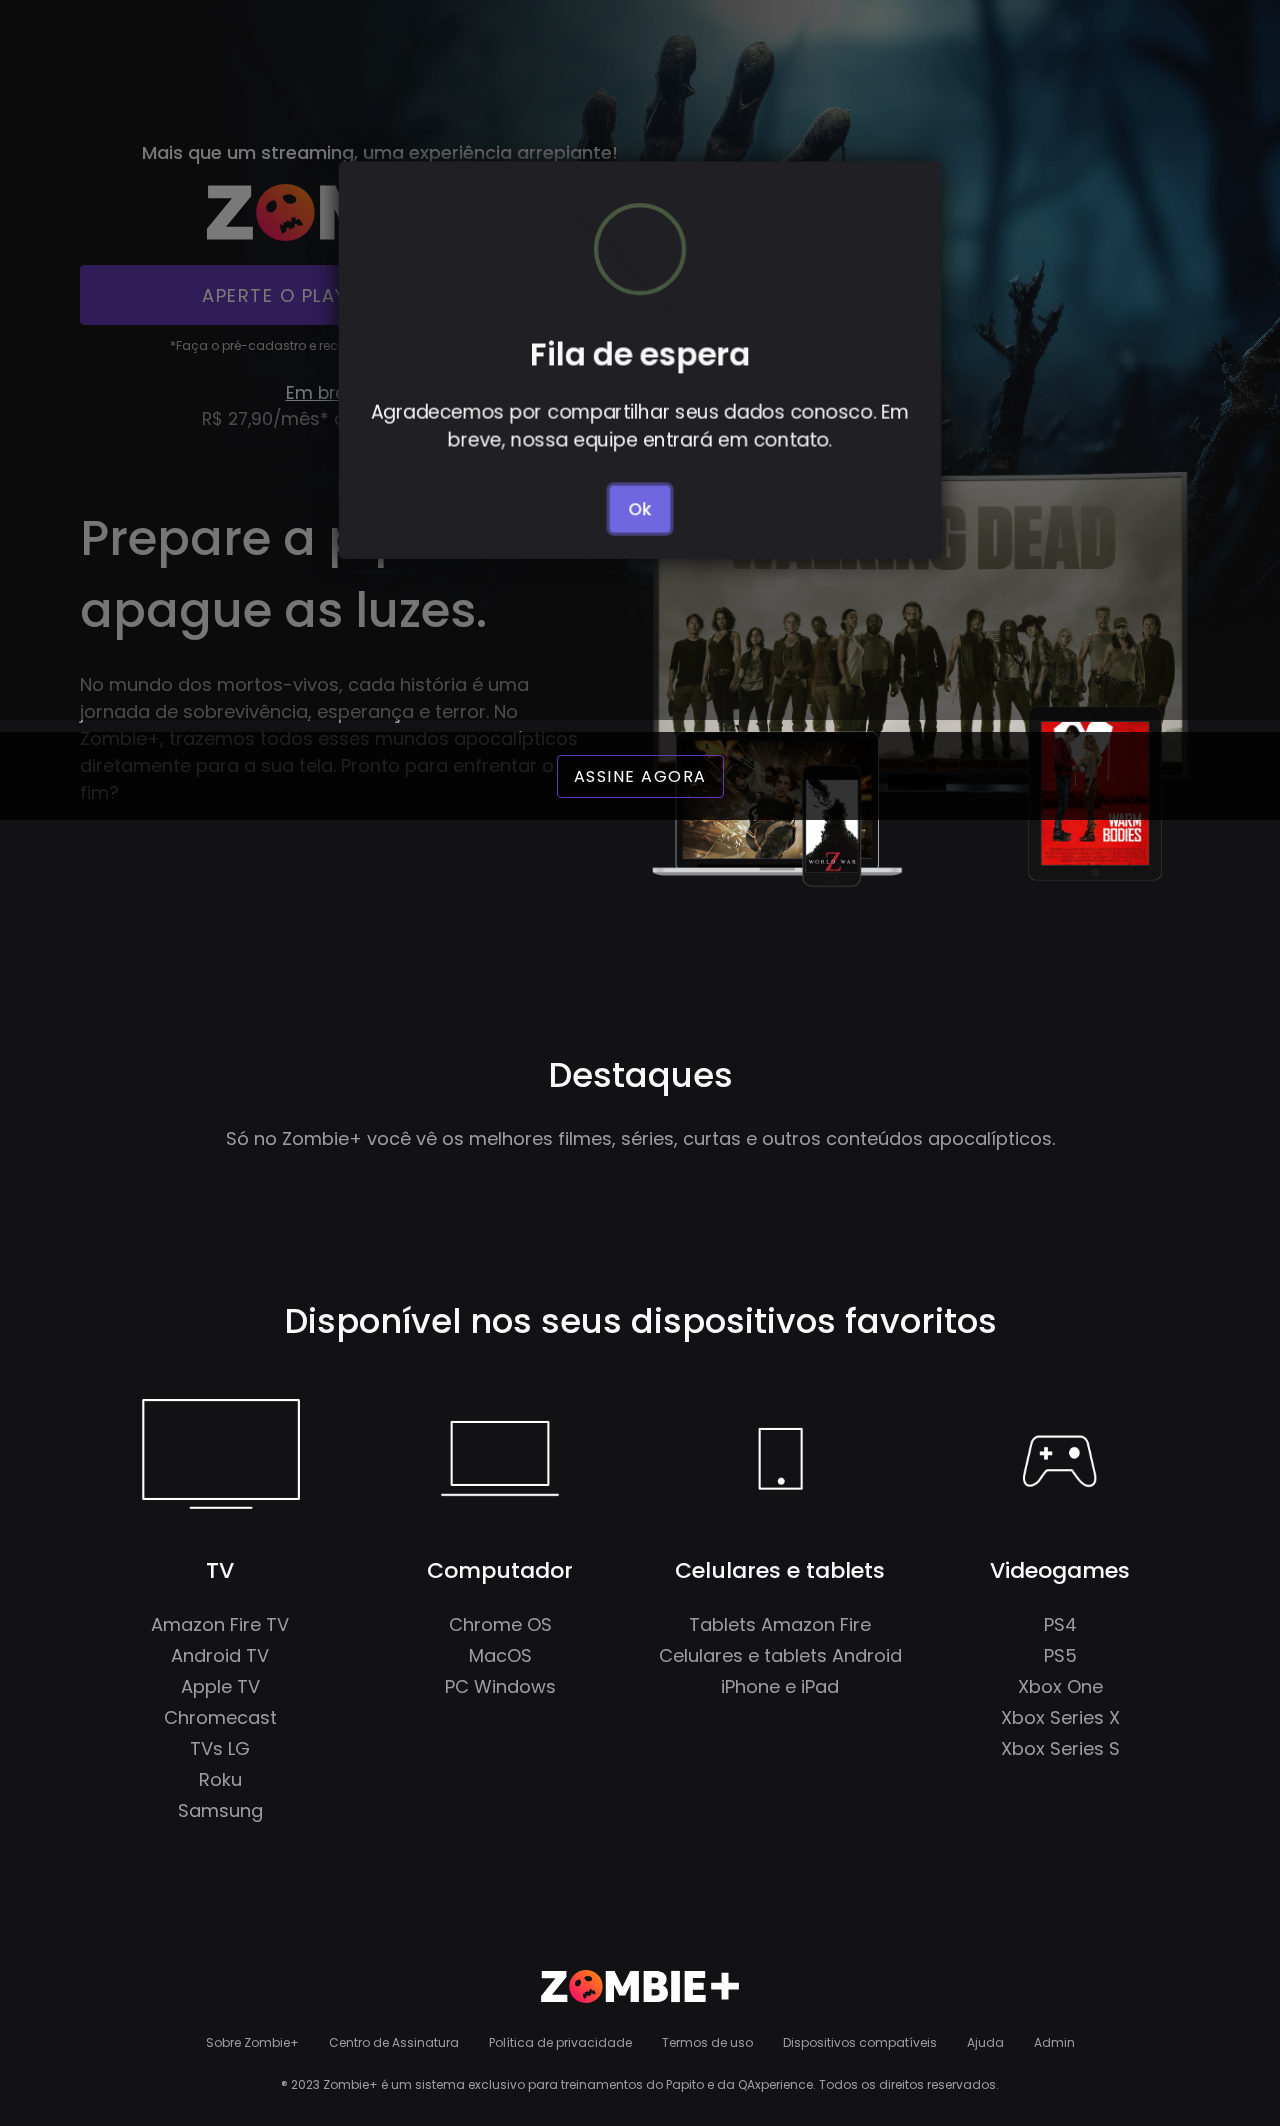 Mais que um streaming, uma experiência arrepiante!
APERTE O PLAY
*Faça o pré-cadastro e rec
Em bre
R$ 27,90/mês*
Fila de espera
Agradecemos por compartilhar seus dados conosco. Em
breve, nossa equipe entrará em contato.
Ok
Prepare a
apague as luzes.
WALKING DEAD
No mundo dos mortos-vivos, cada história é uma
jornada de sobrevivência, esperança e terror. No
Zombie+, trazemos todos esses mundos apocalípticos
diretamente para a sua tela. Pronto para enfrentar o
fim?
ASSINE AGORA
WORLD WAR Z
WARM
BODIES
Destaques
Só no Zombie+ você vê os melhores filmes, séries, curtas e outros conteúdos apocalípticos.
Disponível nos seus dispositivos favoritos
TV
Amazon Fire TV
Android TV
Apple TV
Chromecast
TVs LG
Roku
Samsung
Computador
Chrome OS
MacOS
PC Windows
Celulares e tablets
Tablets Amazon Fire
Celulares e tablets Android
iPhone e iPad
Videogames
PS4
PS5
Xbox One
Xbox Series X
Xbox Series S
ZOMBIE+
Sobre Zombie+ Centro de Assinatura Política de privacidade Termos de uso Dispositivos compatíveis Ajuda Admin
® 2023 Zombie+ é um sistema exclusivo para treinamentos do Papito e da QAxperience. Todos os direitos reservados.